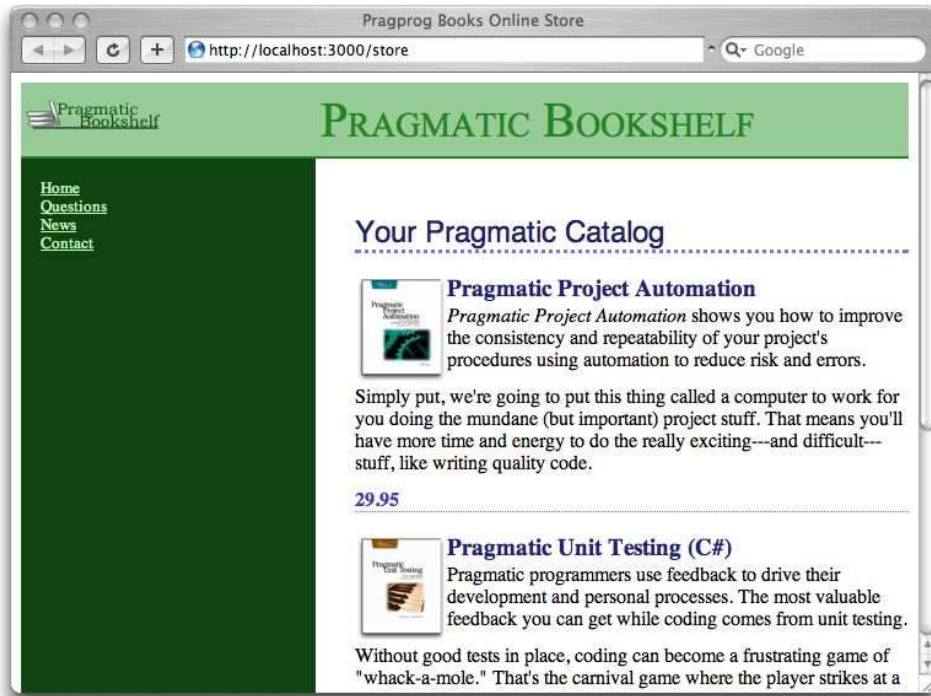 Pragprog Books Online Store
http://localhost:3000/store
Google
Pragmatic
Bookshelf
PRAGMATIC BOOKSHELF
Home
Questions
News
Contact
Your Pragmatic Catalog
Pragmatic
Project
Automation
Pragmatic Project Automation
Pragmatic Project Automation shows you how to improve
the consistency and repeatability of your project's
procedures using automation to reduce risk and errors.
Simply put, we're going to put this thing called a computer to work for
you doing the mundane (but important) project stuff. That means you'll
have more time and energy to do the really exciting---and difficult---
stuff, like writing quality code.
29.95
Pragmatic
Unit Testing
Pragmatic Unit Testing (C#)
Pragmatic programmers use feedback to drive their
development and personal processes. The most valuable
feedback you can get while coding comes from unit testing.
Without good tests in place, coding can become a frustrating game of
"whack-a-mole." That's the carnival game where the player strikes at a